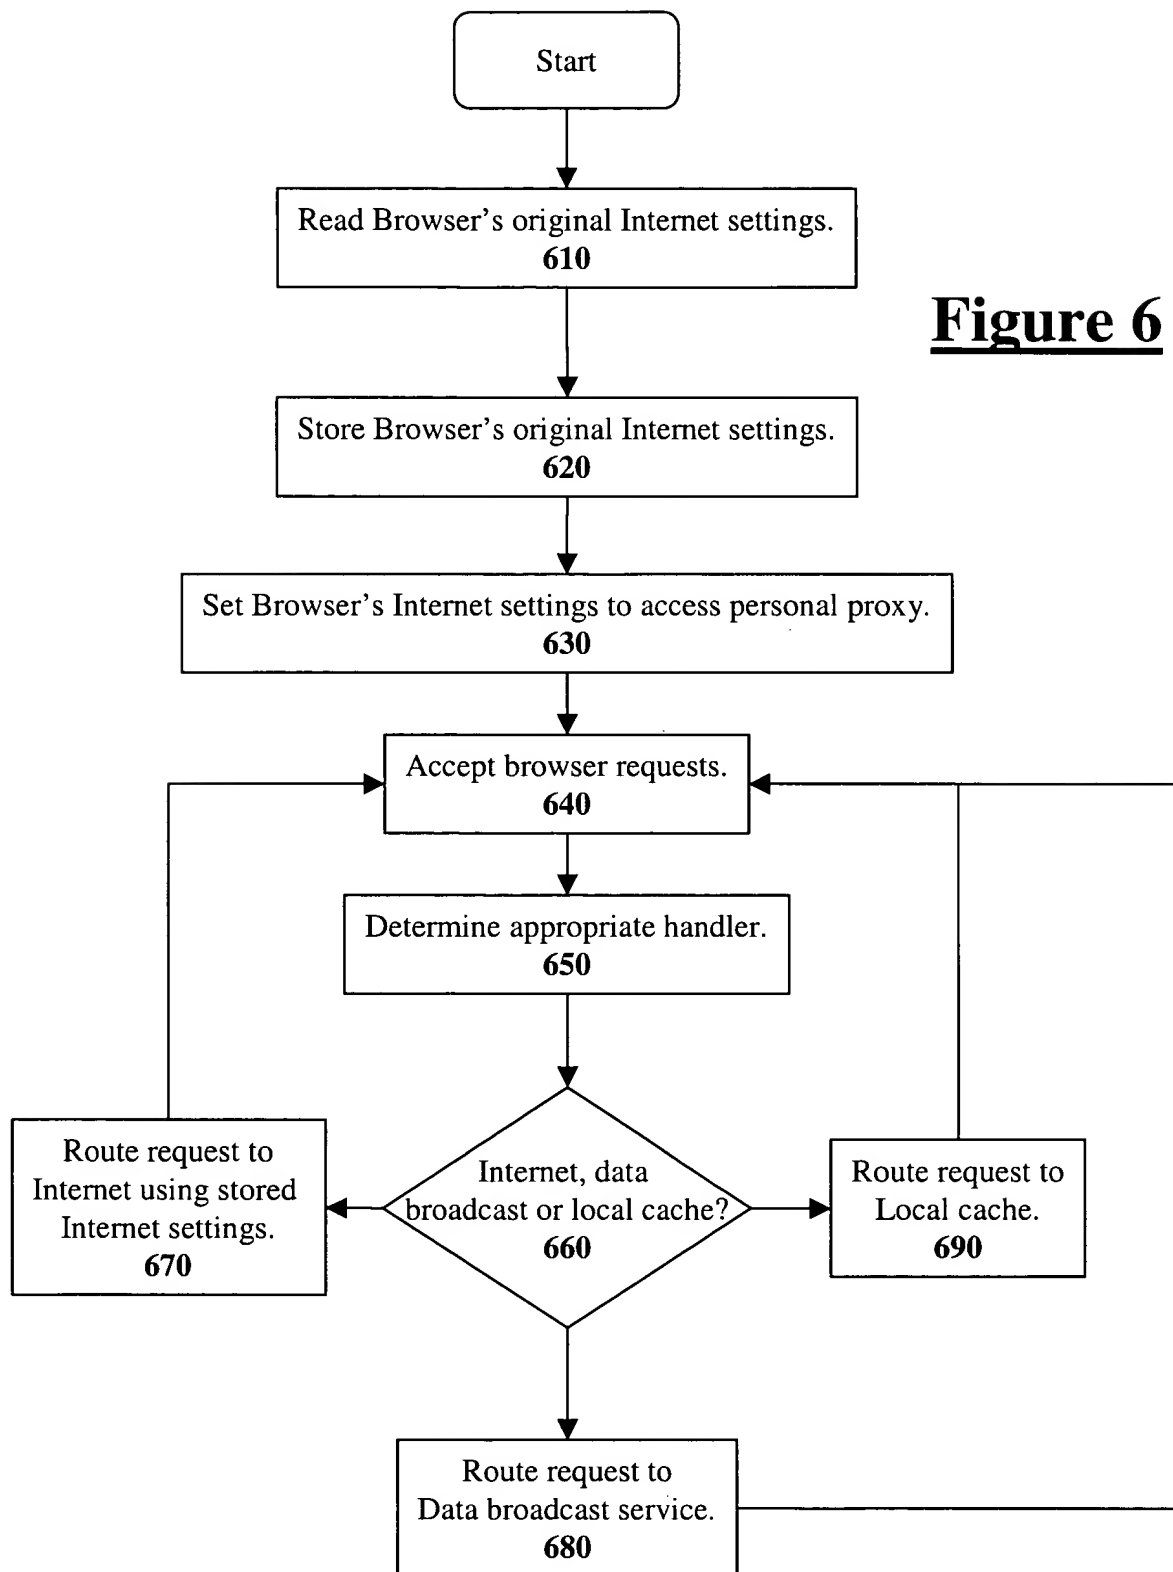 Start
Read Browser's original Internet settings.
610
Figure 6
Store Browser's original Internet settings.
620
Set Browser's Internet settings to access personal proxy.
630
Accept browser requests.
640
Determine appropriate handler.
650
Route request to
Internet using stored
Internet settings.
670
Internet, data
broadcast or local cache?
660
Route request to
Local cache.
690
Route request to
Data broadcast service.
680